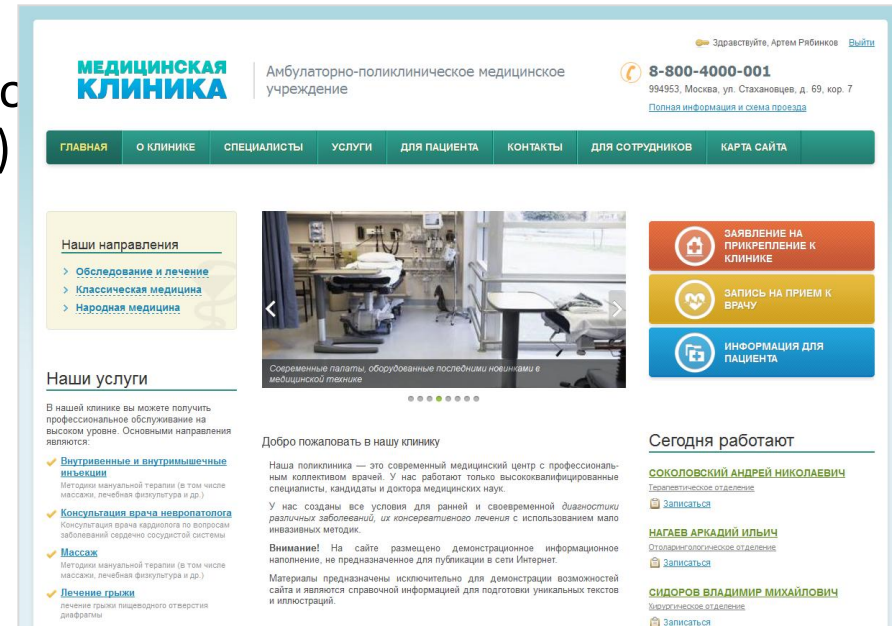 с
)
Здравствуйте, Артем Рябинков Выйти
МЕДИЦИНСКАЯ
КЛИНИКА
Амбулаторно-поликлиническое медицинское
учреждение
8-800-4000-001
994953, Москва, ул. Стахановцев, д. 69, кор. 7
Полная информация и схема проезда
ГЛАВНАЯ О КЛИНИКЕ СПЕЦИАЛИСТЫ УСЛУГИ ДЛЯ ПАЦИЕНТА КОНТАКТЫ ДЛЯ СОТРУДНИКОВ КАРТА САЙТА
Наши направления
Обследование и лечение
Классическая медицина
Народная медицина
Наши услуги
В нашей клинике вы можете получить
профессиональное обслуживание на
высоком уровне. Основными направления
являются:
Внутривенные и внутримышечные
инъекции
Методики мануальной терапии (в том числе
массажи, лечебная физкультура и др.)
Консультация врача невропатолога
Консультация врача кардиолога по вопросам
заболеваний сердечно сосудистой системы
Массаж
Методики мануальной терапии (в том числе
массажи, лечебная физкультура и др.)
Лечение грыжи
лечение грыжи пищеводного отверстия
диафрагмы
Современные палаты, оборудованные последними новинками в
медицинской технике
Добро пожаловать в нашу клинику
Наша поликлиника — это современный медицинский центр с профессиональ-
ным коллективом врачей. У нас работают только высококвалифицированные
специалисты, кандидаты и доктора медицинских наук.
У нас созданы все условия для ранней и своевременной диагностики
различных заболеваний, их консервативного лечения с использованием мало
инвазивных методик.
Внимание! На сайте размещено демонстрационное информационное
наполнение, не предназначенное для публикации в сети Интернет.
Материалы предназначены исключительно для демонстрации возможностей
сайта и являются справочной информацией для подготовки уникальных текстов
и иллюстраций.
ЗАЯВЛЕНИЕ НА
ПРИКРЕПЛЕНИЕ К
КЛИНИКЕ
ЗАПИСЬ НА ПРИЕМ К
ВРАЧУ
ИНФОРМАЦИЯ ДЛЯ
ПАЦИЕНТА
Сегодня работают
СОКОЛОВСКИЙ АНДРЕЙ НИКОЛАЕВИЧ
Терапевтическое отделение
Записаться
НАГАЕВ АРКАДИЙ ИЛЬИЧ
Отоларингологическое отделение
Записаться
СИДОРОВ ВЛАДИМИР МИХАЙЛОВИЧ
Хирургическое отделение
Записаться